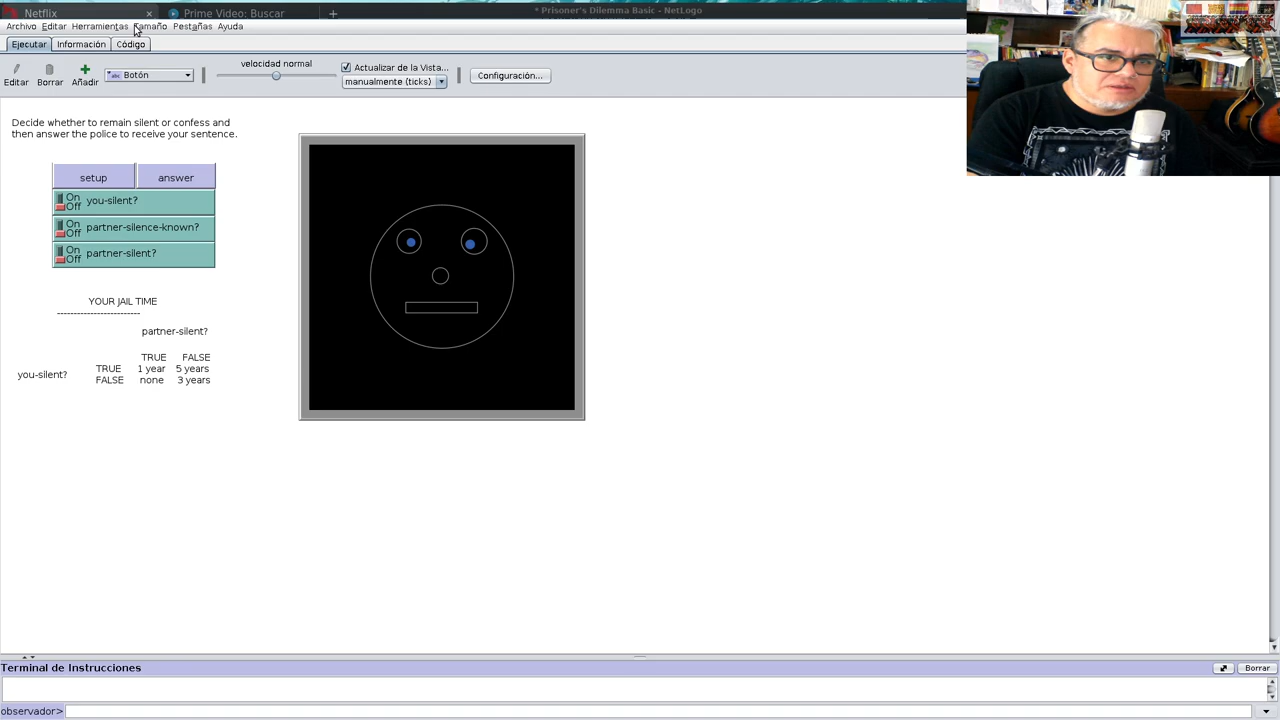 Netflix
Prime Video: Buscar
* Prisoner's Dilemma Basic - NetLogo
Archivo Editar Herramientas Tamaño Pestañas Ayuda
Ejecutar Información Código
Editar Borrar Añadir
abc Botón
velocidad normal
Actualizar de la Vista...
manualmente (ticks)
Configuración...
Decide whether to remain silent or confess and
then answer the police to receive your sentence.
setup answer
On
Off
you-silent?
On
Off
partner-silence-known?
On
Off
partner-silent?
YOUR JAIL TIME
-------------------------
partner-silent?
TRUE FALSE
TRUE 1 year 5 years
you-silent?
FALSE none 3 years
Terminal de Instrucciones
Borrar
observador>